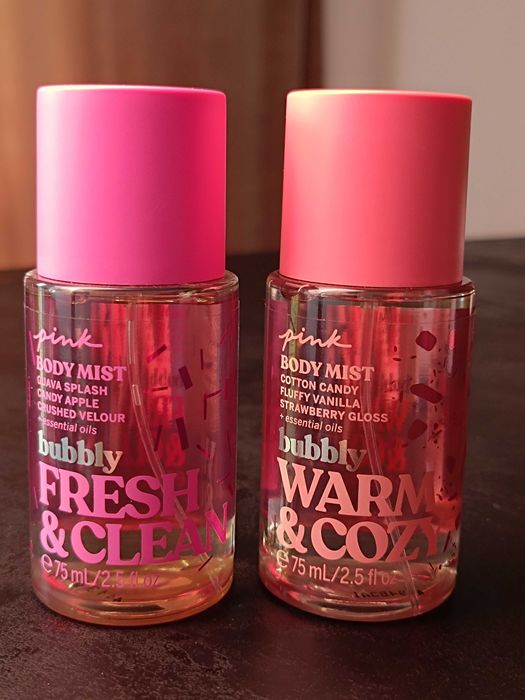 pink
BODY MIST
GUAVA SPLASH
CANDY APPLE
CRUSHED VELOUR
+ essential oils
bubbly
FRESH
& CLEAN
℮ 75 mL/2.5 fl oz
pink
BODY MIST
COTTON CANDY
FLUFFY VANILLA
STRAWBERRY GLOSS
+ essential oils
bubbly
WARM
& COZY
℮ 75 mL/2.5 fl oz